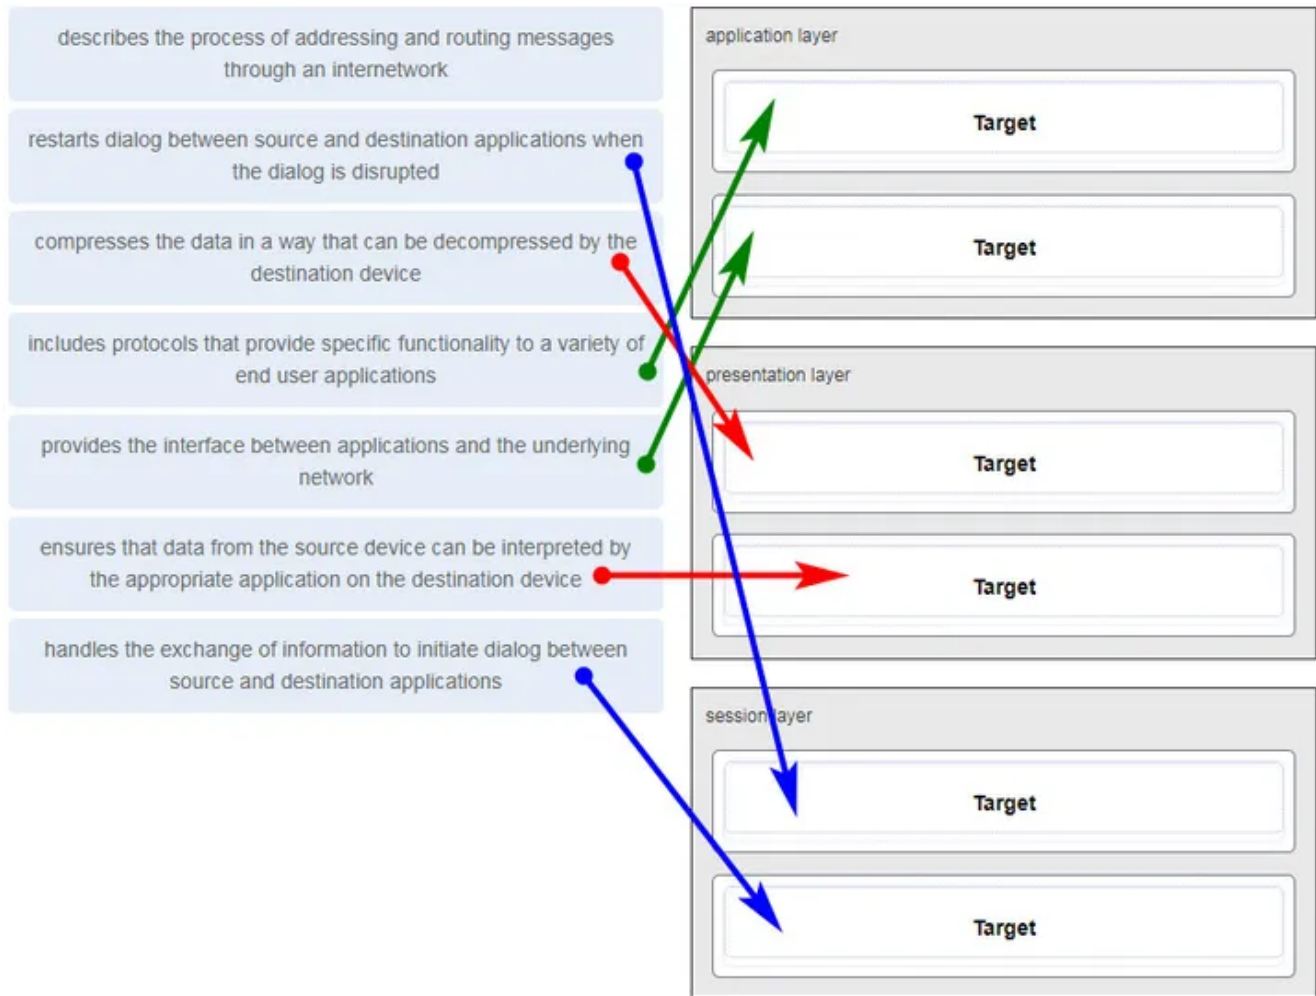 describes the process of addressing and routing messages
through an internetwork
restarts dialog between source and destination applications when
the dialog is disrupted
compresses the data in a way that can be decompressed by the
destination device
includes protocols that provide specific functionality to a variety of
end user applications
provides the interface between applications and the underlying
network
ensures that data from the source device can be interpreted by
the appropriate application on the destination device
handles the exchange of information to initiate dialog between
source and destination applications
application layer
Target
Target
presentation layer
Target
Target
session layer
Target
Target